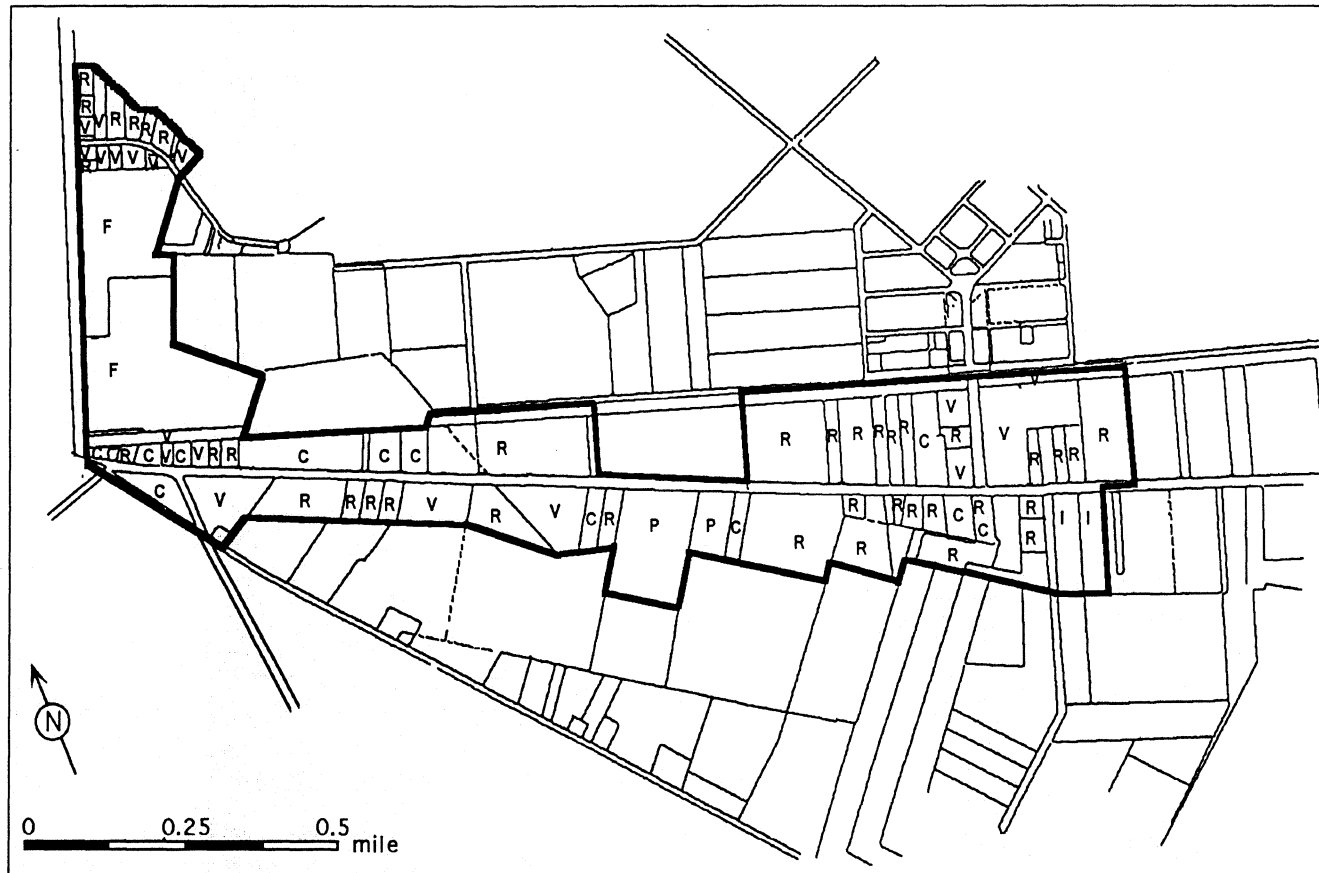 R
R
V V R R R R V
V V V V V
F
F
V
C C R C V C V R R C C C R
R R R R R R C V R V V V R R R R
C V R R R R V R V C R P P C R R R R R R R C R C R R I I
N
0 0.25 0.5 mile